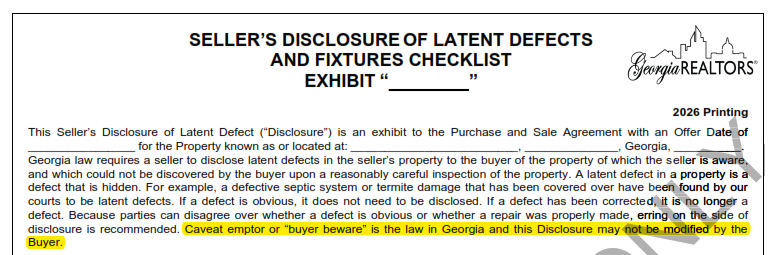 SELLER'S DISCLOSURE OF LATENT DEFECTS
AND FIXTURES CHECKLIST
EXHIBIT "________"
Georgia REALTORS®
2026 Printing
This Seller's Disclosure of Latent Defect ("Disclosure") is an exhibit to the Purchase and Sale Agreement with an Offer Date of
_________________ for the Property known as or located at: ___________________________, _______________, Georgia, ___________.
Georgia law requires a seller to disclose latent defects in the seller's property to the buyer of the property of which the seller is aware,
and which could not be discovered by the buyer upon a reasonably careful inspection of the property. A latent defect in a property is a
defect that is hidden. For example, a defective septic system or termite damage that has been covered over have been found by our
courts to be latent defects. If a defect is obvious, it does not need to be disclosed. If a defect has been corrected, it is no longer a
defect. Because parties can disagree over whether a defect is obvious or whether a repair was properly made, erring on the side of
disclosure is recommended. Caveat emptor or "buyer beware" is the law in Georgia and this Disclosure may not be modified by the
Buyer.
ONLY